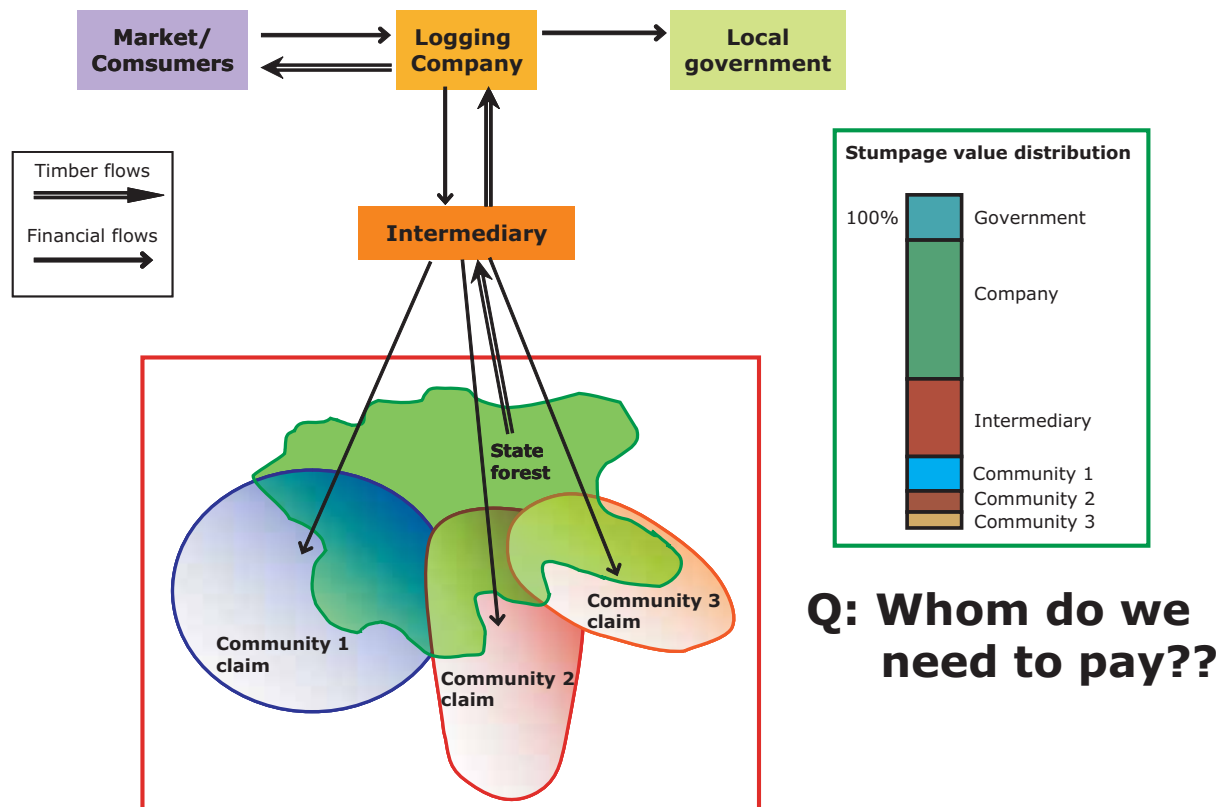 Market/
Comsumers
Logging
Company
Local
government
Timber flows
Financial flows
Intermediary
Stumpage value distribution
100%
Government
Company
Intermediary
Community 1
Community 2
Community 3
State
forest
Community 1
claim
Community 2
claim
Community 3
claim
Q: Whom do we
need to pay??